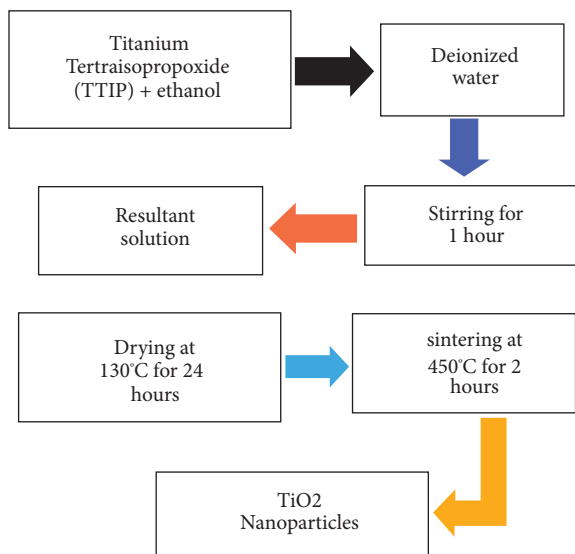 Titanium
Tertraisopropoxide
(TTIP) + ethanol
Deionized
water
Stirring for
1 hour
Resultant
solution
Drying at
130°C for 24
hours
sintering at
450°C for 2
hours
TiO2
Nanoparticles